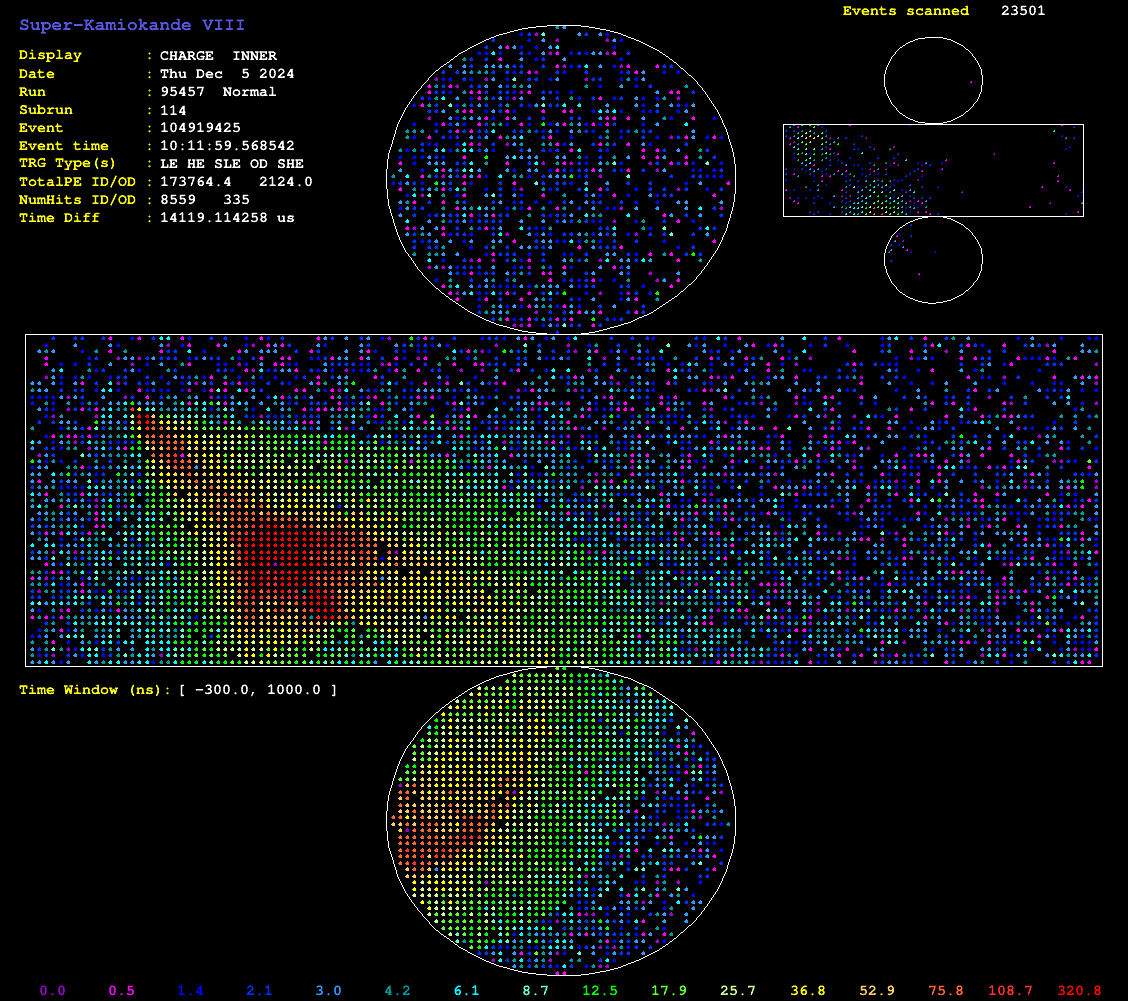 Super-Kamiokande VIII
Events scanned 23501
Display : CHARGE INNER
Date : Thu Dec 5 2024
Run : 95457 Normal
Subrun : 114
Event : 104919425
Event time : 10:11:59.568542
TRG Type(s) : LE HE SLE OD SHE
TotalPE ID/OD : 173764.4 2124.0
NumHits ID/OD : 8559 335
Time Diff : 14119.114258 us
Time Window (ns): [ −300.0, 1000.0 ]
0.0 0.5 1.4 2.1 3.0 4.2 6.1 8.7 12.5 17.9 25.7 36.8 52.9 75.8 108.7 320.8